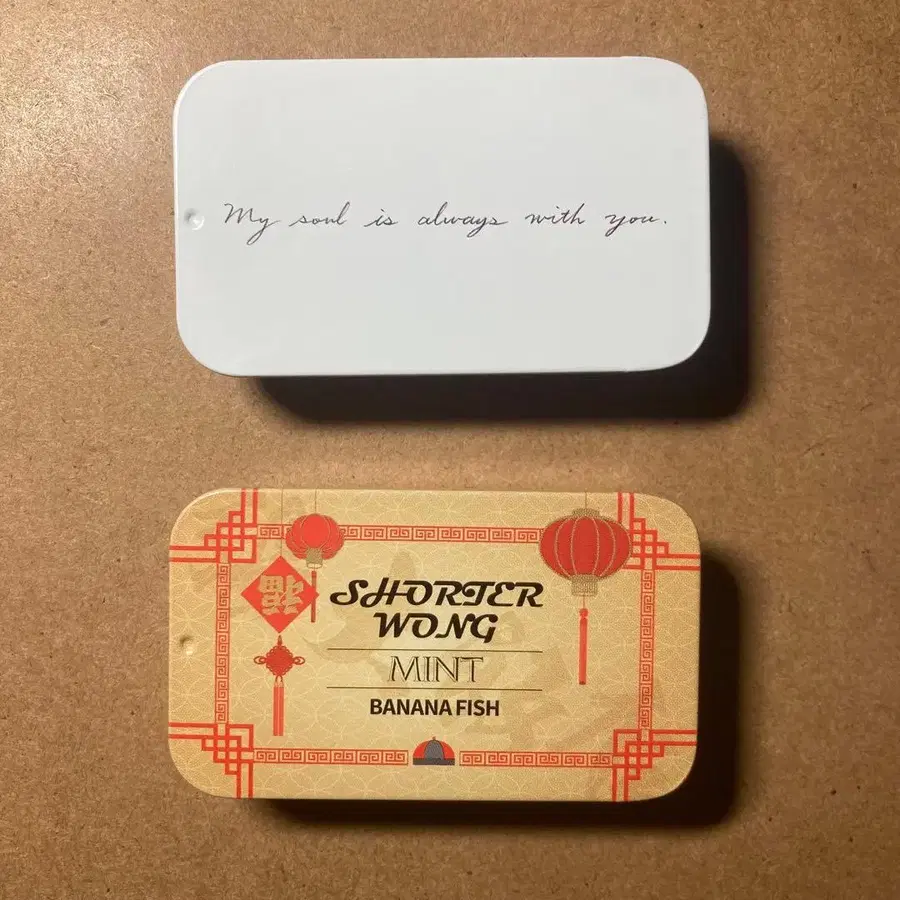 My soul is always with you.
福
SHORTER
WONG
MINT
BANANA FISH